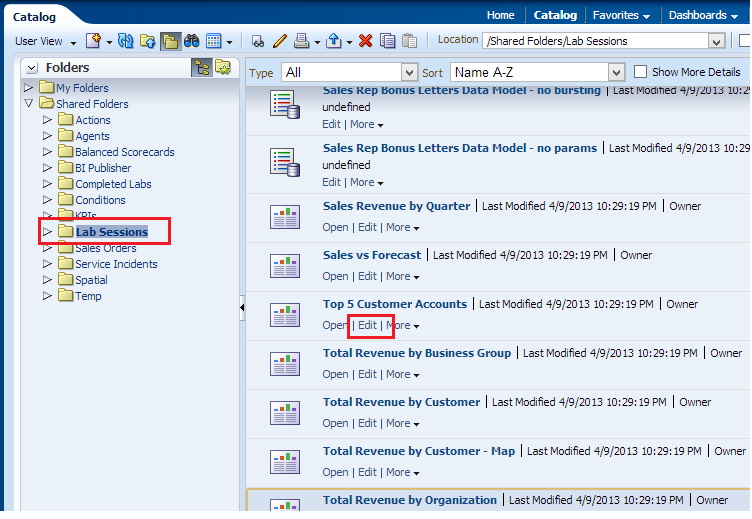 Catalog
Home Catalog Favorites Dashboards
User View Location /Shared Folders/Lab Sessions
Folders
My Folders
Shared Folders
Actions
Agents
Balanced Scorecards
BI Publisher
Completed Labs
Conditions
KPIs
Lab Sessions
Sales Orders
Service Incidents
Spatial
Temp
Type All Sort Name A-Z Show More Details
Sales Rep Bonus Letters Data Model - no bursting | Last Modified 4/9/2013 10:29
undefined
Edit | More
Sales Rep Bonus Letters Data Model - no params | Last Modified 4/9/2013 10:29:1
undefined
Edit | More
Sales Revenue by Quarter | Last Modified 4/9/2013 10:29:19 PM | Owner
Open | Edit | More
Sales vs Forecast | Last Modified 4/9/2013 10:29:19 PM | Owner
Open | Edit | More
Top 5 Customer Accounts | Last Modified 4/9/2013 10:29:19 PM | Owner
Open | Edit | More
Total Revenue by Business Group | Last Modified 4/9/2013 10:29:19 PM | Owner
Open | Edit | More
Total Revenue by Customer | Last Modified 4/9/2013 10:29:19 PM | Owner
Open | Edit | More
Total Revenue by Customer - Map | Last Modified 4/9/2013 10:29:19 PM | Owner
Open | Edit | More
Total Revenue by Organization | Last Modified 4/9/2013 10:29:19 PM | Owner